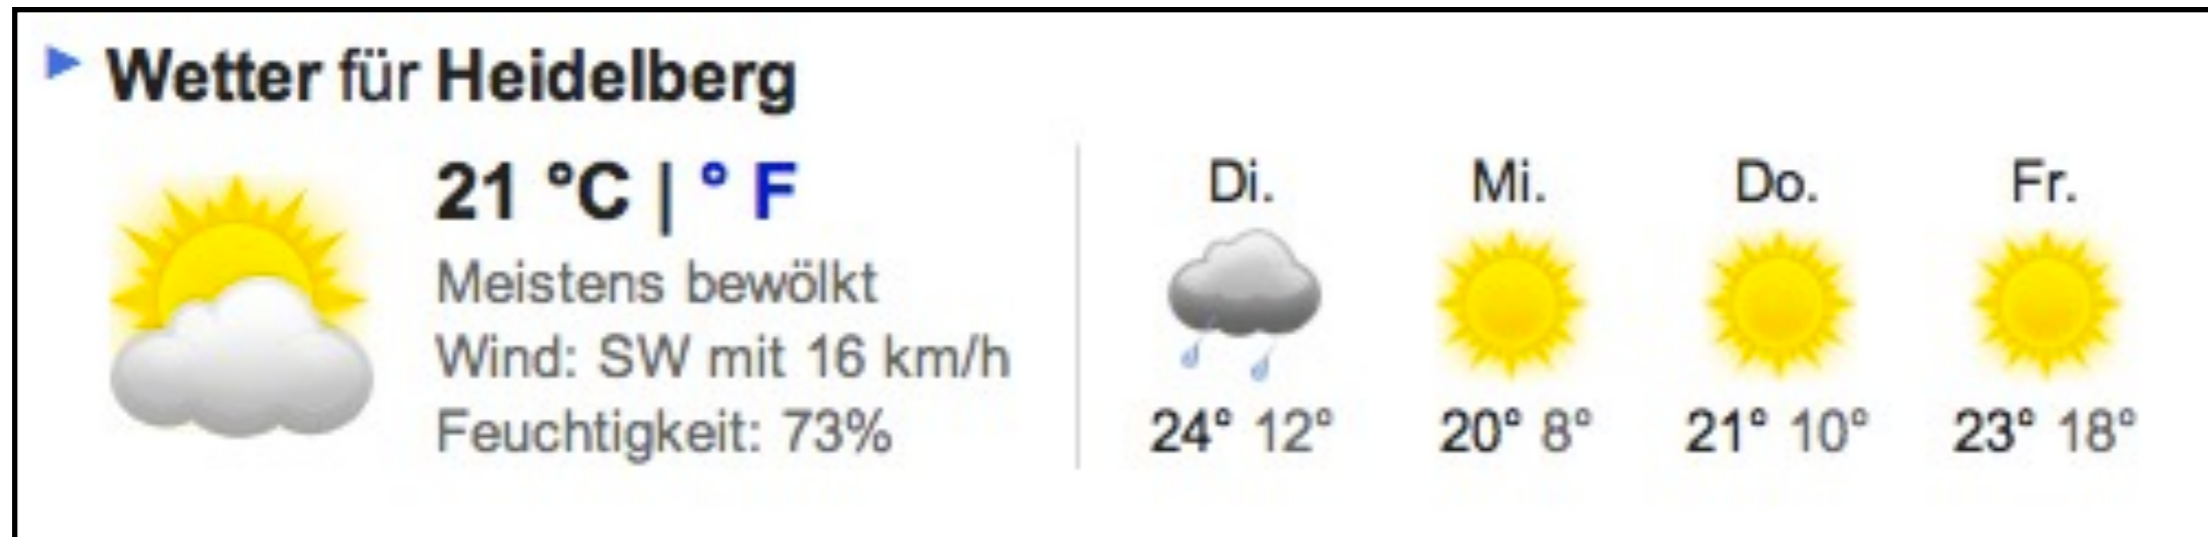 Wetter für Heidelberg
21 °C | ° F
Meistens bewölkt
Wind: SW mit 16 km/h
Feuchtigkeit: 73%
Di. Mi. Do. Fr.
24° 12° 20° 8° 21° 10° 23° 18°